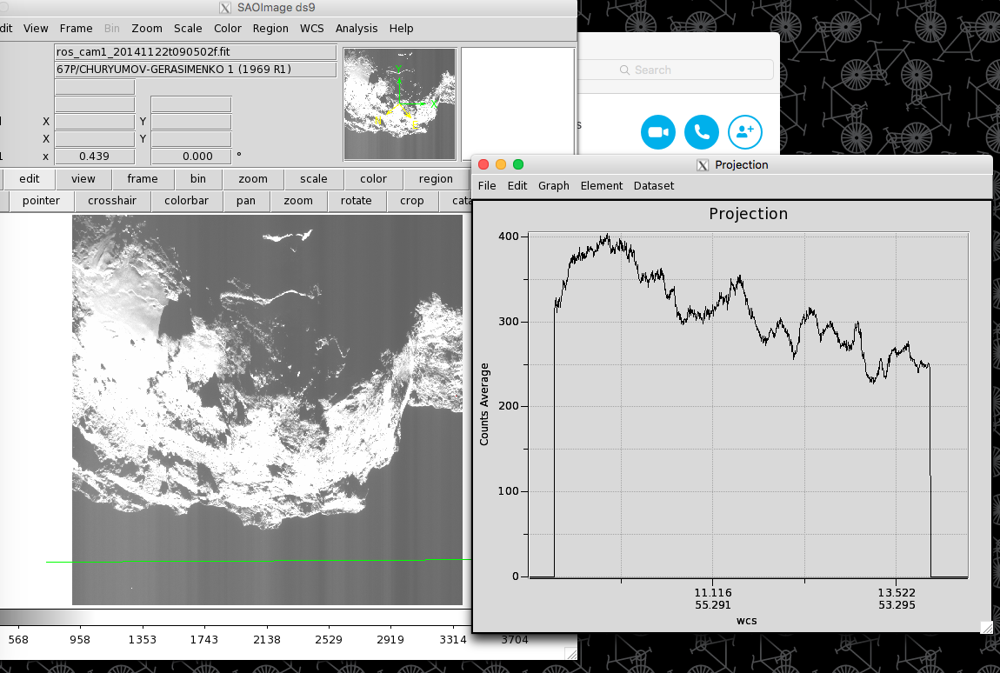 SAOImage ds9
dit View Frame Bin Zoom Scale Color Region WCS Analysis Help
ros_cam1_20141122t090502f.fit
67P/CHURYUMOV-GERASIMENKO 1 (1969 R1)
X Y
X Y
x 0.439 0.000 °
Y
X
edit view frame bin zoom scale color region
pointer crosshair colorbar pan zoom rotate crop cata
568 958 1353 1743 2138 2529 2919 3314 3704
Search
s
Projection
File Edit Graph Element Dataset
Projection
Counts Average
400
300
200
100
0
11.116 13.522
55.291 53.295
wcs